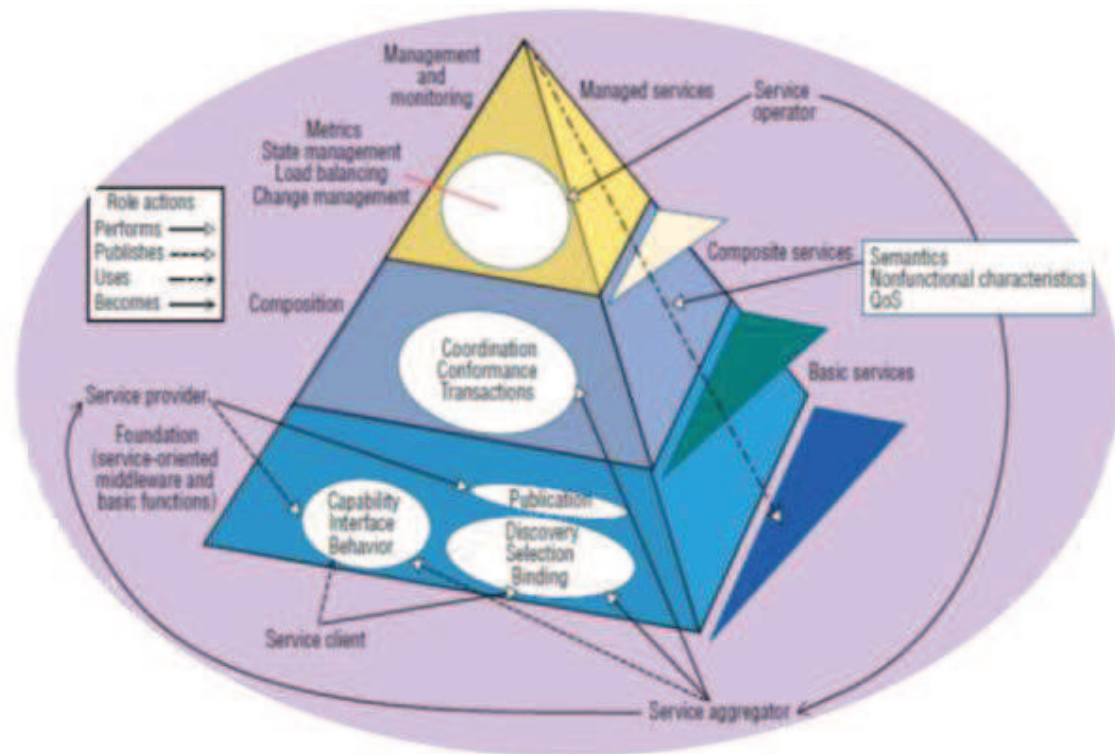 Management
and
monitoring
Managed services
Service
operator
Metrics
State management
Load balancing
Change management
Role actions
Performs
Publishes
Uses
Becomes
Composite services
Semantics
Nonfunctional characteristics
QoS
Composition
Coordination
Conformance
Transactions
Basic services
Service provider
Foundation
(service-oriented
middleware and
basic functions)
Capability
Interface
Behavior
Publication
Discovery
Selection
Binding
Service client
Service aggregator